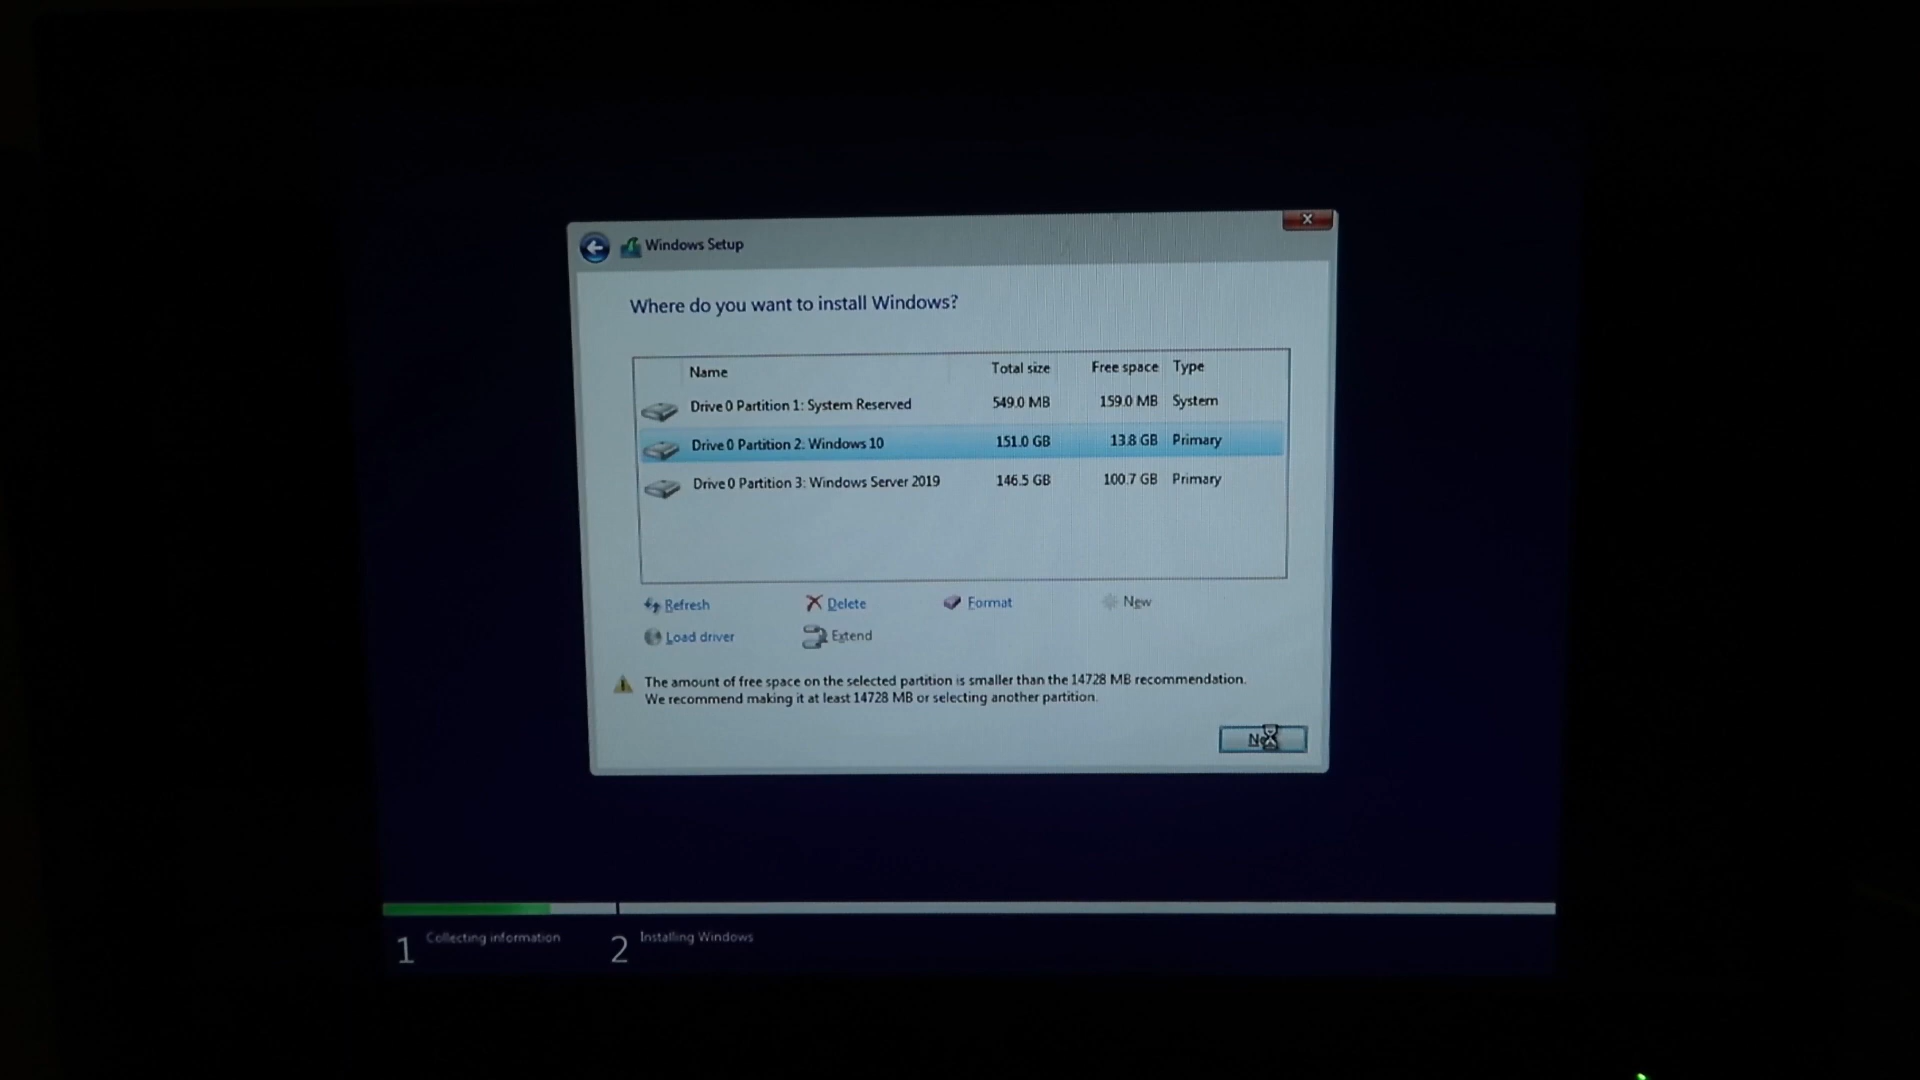 Windows Setup
x
Where do you want to install Windows?
Name Total size Free space Type
Drive 0 Partition 1: System Reserved 549.0 MB 159.0 MB System
Drive 0 Partition 2: Windows 10 151.0 GB 13.8 GB Primary
Drive 0 Partition 3: Windows Server 2019 146.5 GB 100.7 GB Primary
Refresh Delete Format New
Load driver Extend
The amount of free space on the selected partition is smaller than the 14728 MB recommendation.
We recommend making it at least 14728 MB or selecting another partition.
1 Collecting information 2 Installing Windows